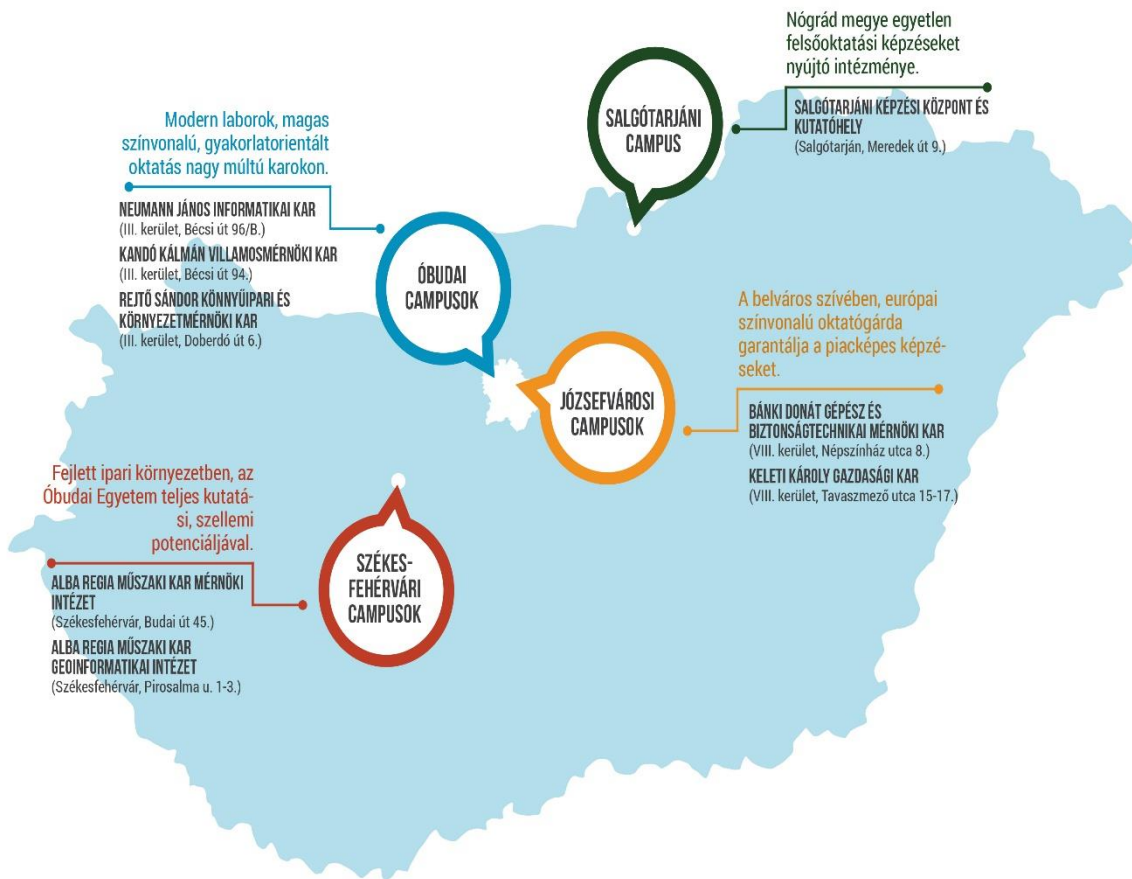 Nógrád megye egyetlen
felsőoktatási képzéseket
nyújtó intézménye.
SALGÓTARJÁNI KÉPZÉSI KÖZPONT ÉS
KUTATÓHELY
(Salgótarján, Meredek út 9.)
SALGÓTARJÁNI
CAMPUS
Modern laborok, magas
színvonalú, gyakorlatorientált
oktatás nagy múltú karokon.
NEUMANN JÁNOS INFORMATIKAI KAR
(III. kerület, Bécsi út 96/B.)
KANDÓ KÁLMÁN VILLAMOSMÉRNÖKI KAR
(III. kerület, Bécsi út 94.)
REJTŐ SÁNDOR KÖNNYŰIPARI ÉS
KÖRNYEZETMÉRNÖKI KAR
(III. kerület, Doberdó út 6.)
ÓBUDAI
CAMPUSOK
A belváros szívében, európai
színvonalú oktatógárda
garantálja a piacképes képzé-
seket.
BÁNKI DONÁT GÉPÉSZ ÉS
BIZTONSÁGTECHNIKAI MÉRNÖKI KAR
(VIII. kerület, Népszínház utca 8.)
KELETI KÁROLY GAZDASÁGI KAR
(VIII. kerület, Tavaszmező utca 15-17.)
JÓZSEFVÁROSI
CAMPUSOK
Fejlett ipari környezetben, az
Óbudai Egyetem teljes kutatá-
si, szellemi
potenciáljával.
ALBA REGIA MŰSZAKI KAR MÉRNÖKI
INTÉZET
(Székesfehérvár, Budai út 45.)
ALBA REGIA MŰSZAKI KAR
GEOINFORMATIKAI INTÉZET
(Székesfehérvár, Pirosalma u. 1-3.)
SZÉKES-
FEHÉRVÁRI
CAMPUSOK